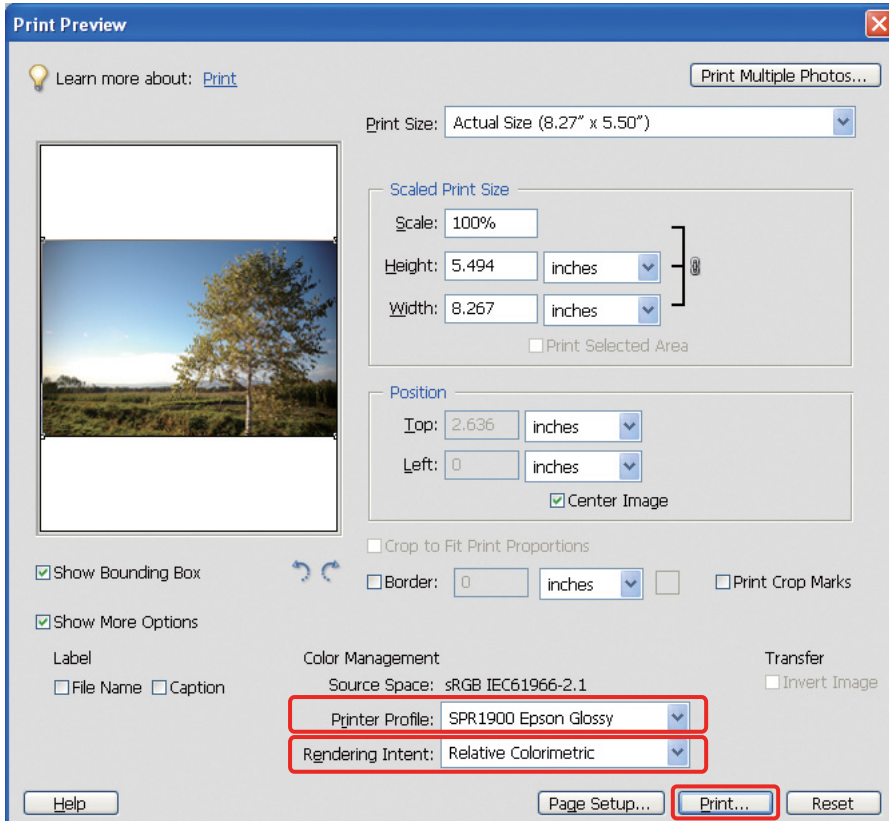 Print Preview
Learn more about: Print
Print Multiple Photos...
Print Size: Actual Size (8.27" x 5.50")
Scaled Print Size
Scale: 100%
Height: 5.494 inches
Width: 8.267 inches
Print Selected Area
Position
Top: 2.636 inches
Left: 0 inches
Center Image
Crop to Fit Print Proportions
Show Bounding Box
Border: 0 inches
Print Crop Marks
Show More Options
Label
File Name Caption
Color Management
Source Space: sRGB IEC61966-2.1
Printer Profile: SPR1900 Epson Glossy
Rendering Intent: Relative Colorimetric
Transfer
Invert Image
Help
Page Setup...
Print...
Reset